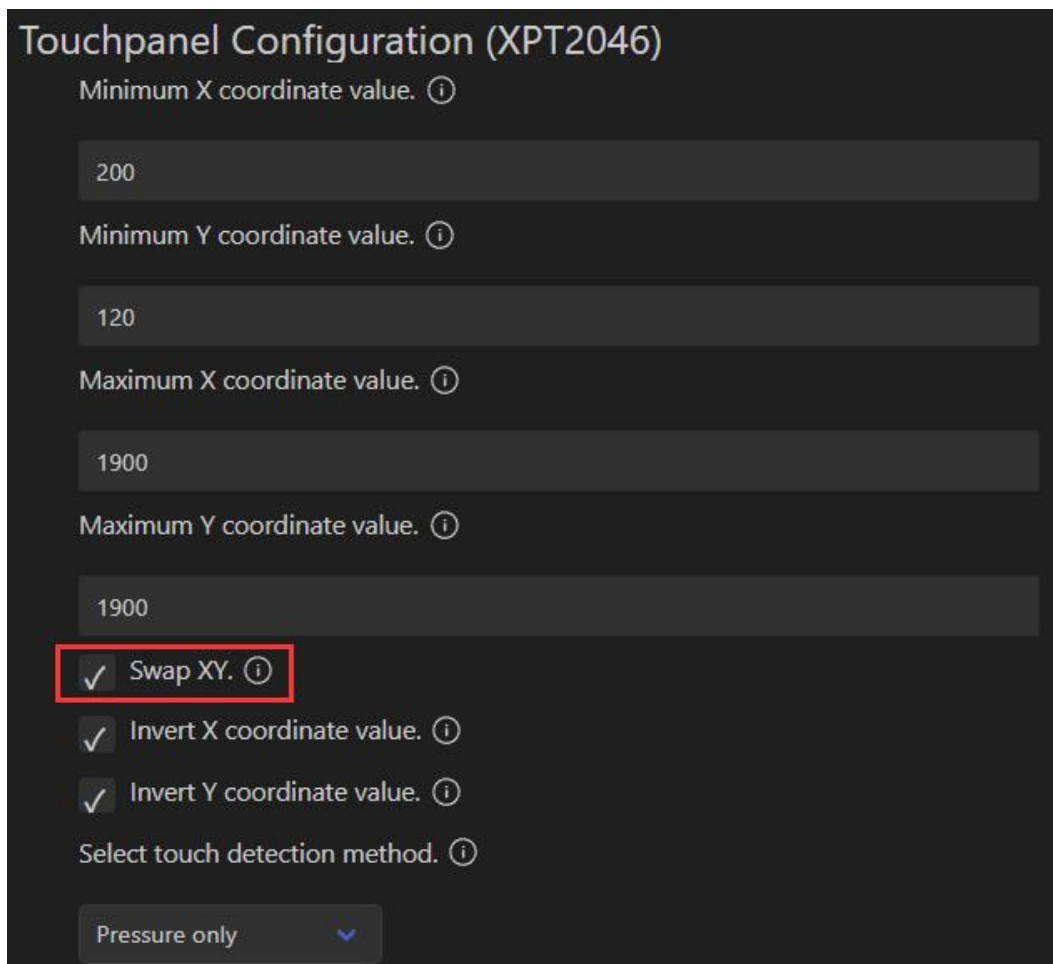 Touchpanel Configuration (XPT2046)
Minimum X coordinate value.
200
Minimum Y coordinate value.
120
Maximum X coordinate value.
1900
Maximum Y coordinate value.
1900
Swap XY.
Invert X coordinate value.
Invert Y coordinate value.
Select touch detection method.
Pressure only